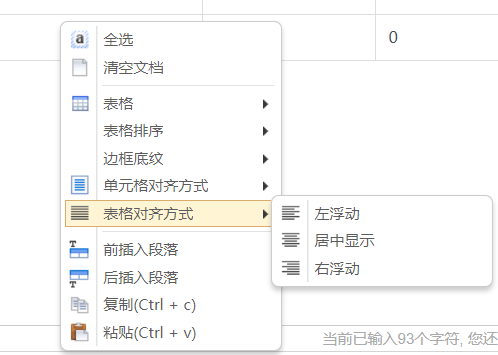 0
全选
清空文档
表格
表格排序
边框底纹
单元格对齐方式
表格对齐方式
左浮动
居中显示
右浮动
前插入段落
后插入段落
复制(Ctrl + c)
粘贴(Ctrl + v)
当前已输入93个字符, 您还